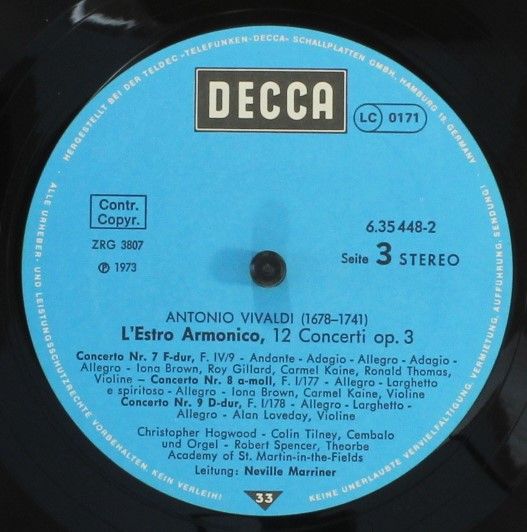 HERGESTELLT BEI DER TELDEC »TELEFUNKEN-DECCA« SCHALLPLATTEN GMBH, HAMBURG 19, GERMANY
DECCA
LC 0171
Contr.
Copyr.
ZRG 3807
Ⓟ 1973
6.35 448-2
Seite 3 STEREO
ANTONIO VIVALDI (1678–1741)
L'Estro Armonico, 12 Concerti op. 3
Concerto Nr. 7 F-dur, F. IV/9 - Andante - Adagio - Allegro - Adagio -
Allegro - Iona Brown, Roy Gillard, Carmel Kaine, Ronald Thomas,
Violine – Concerto Nr. 8 a-moll, F. I/177 - Allegro - Larghetto
e spiritoso - Allegro - Iona Brown, Carmel Kaine, Violine
Concerto Nr. 9 D-dur, F. I/178 - Allegro - Larghetto -
Allegro - Alan Loveday, Violine
Christopher Hogwood - Colin Tilney, Cembalo
und Orgel - Robert Spencer, Theorbe
Academy of St. Martin-in-the-Fields
Leitung: Neville Marriner
33
ALLE URHEBER- UND LEISTUNGSSCHUTZRECHTE VORBEHALTEN. KEIN VERLEIH!
KEINE UNERLAUBTE VERVIELFÄLTIGUNG, VERMIETUNG, AUFFÜHRUNG, SENDUNG!